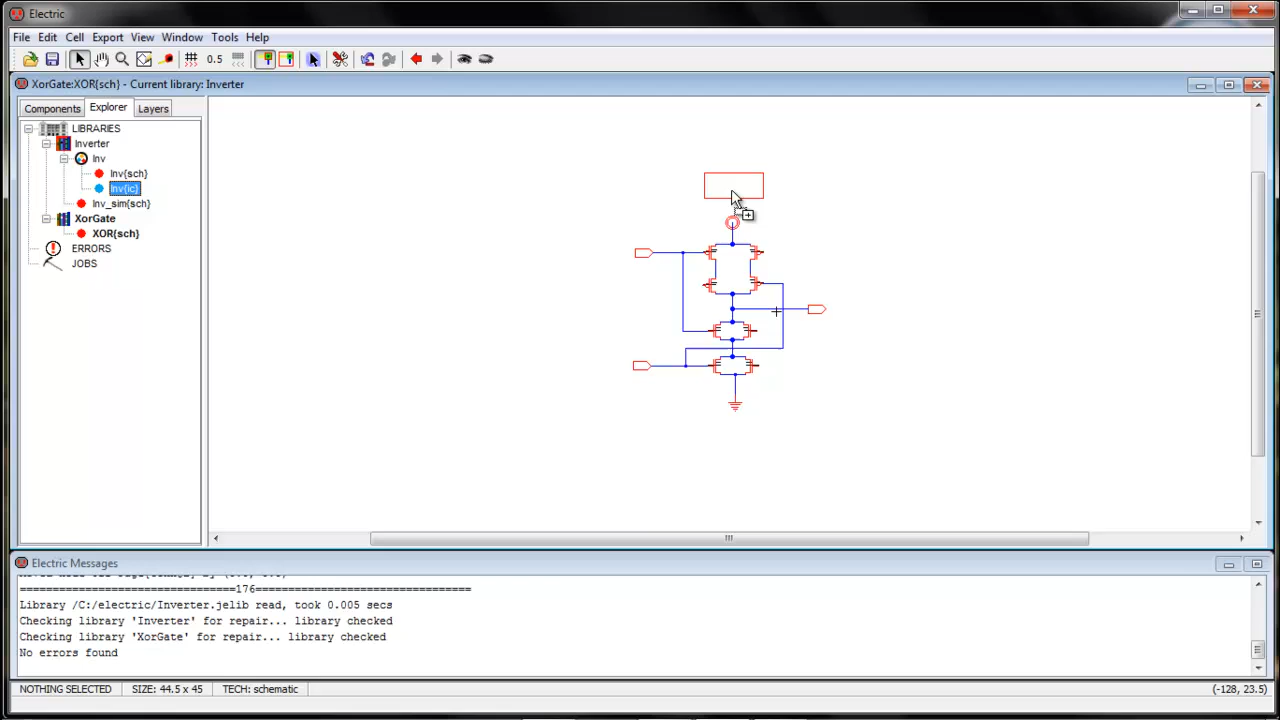 Electric
File Edit Cell Export View Window Tools Help
0.5
XorGate:XOR{sch} - Current library: Inverter
Components Explorer Layers
LIBRARIES
Inverter
Inv
Inv{sch}
Inv{ic}
Inv_sim{sch}
XorGate
XOR{sch}
ERRORS
JOBS
Electric Messages
=================================176=================================
Library /C:/electric/Inverter.jelib read, took 0.005 secs
Checking library 'Inverter' for repair... library checked
Checking library 'XorGate' for repair... library checked
No errors found
NOTHING SELECTED SIZE: 44.5 x 45 TECH: schematic (-128, 23.5)